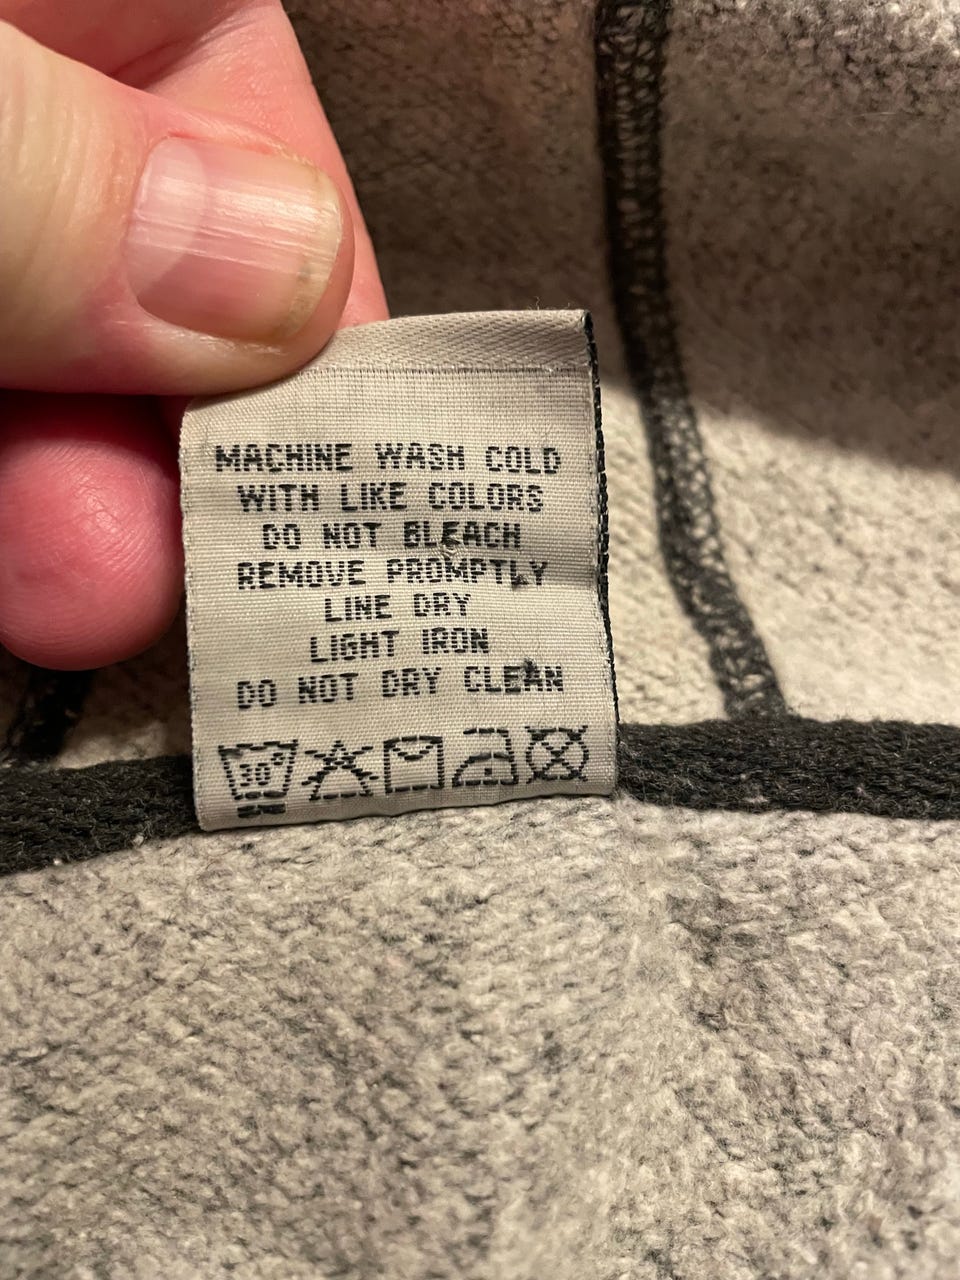 MACHINE WASH COLD
WITH LIKE COLORS
DO NOT BLEACH
REMOVE PROMPTLY
LINE DRY
LIGHT IRON
DO NOT DRY CLEAN
30°